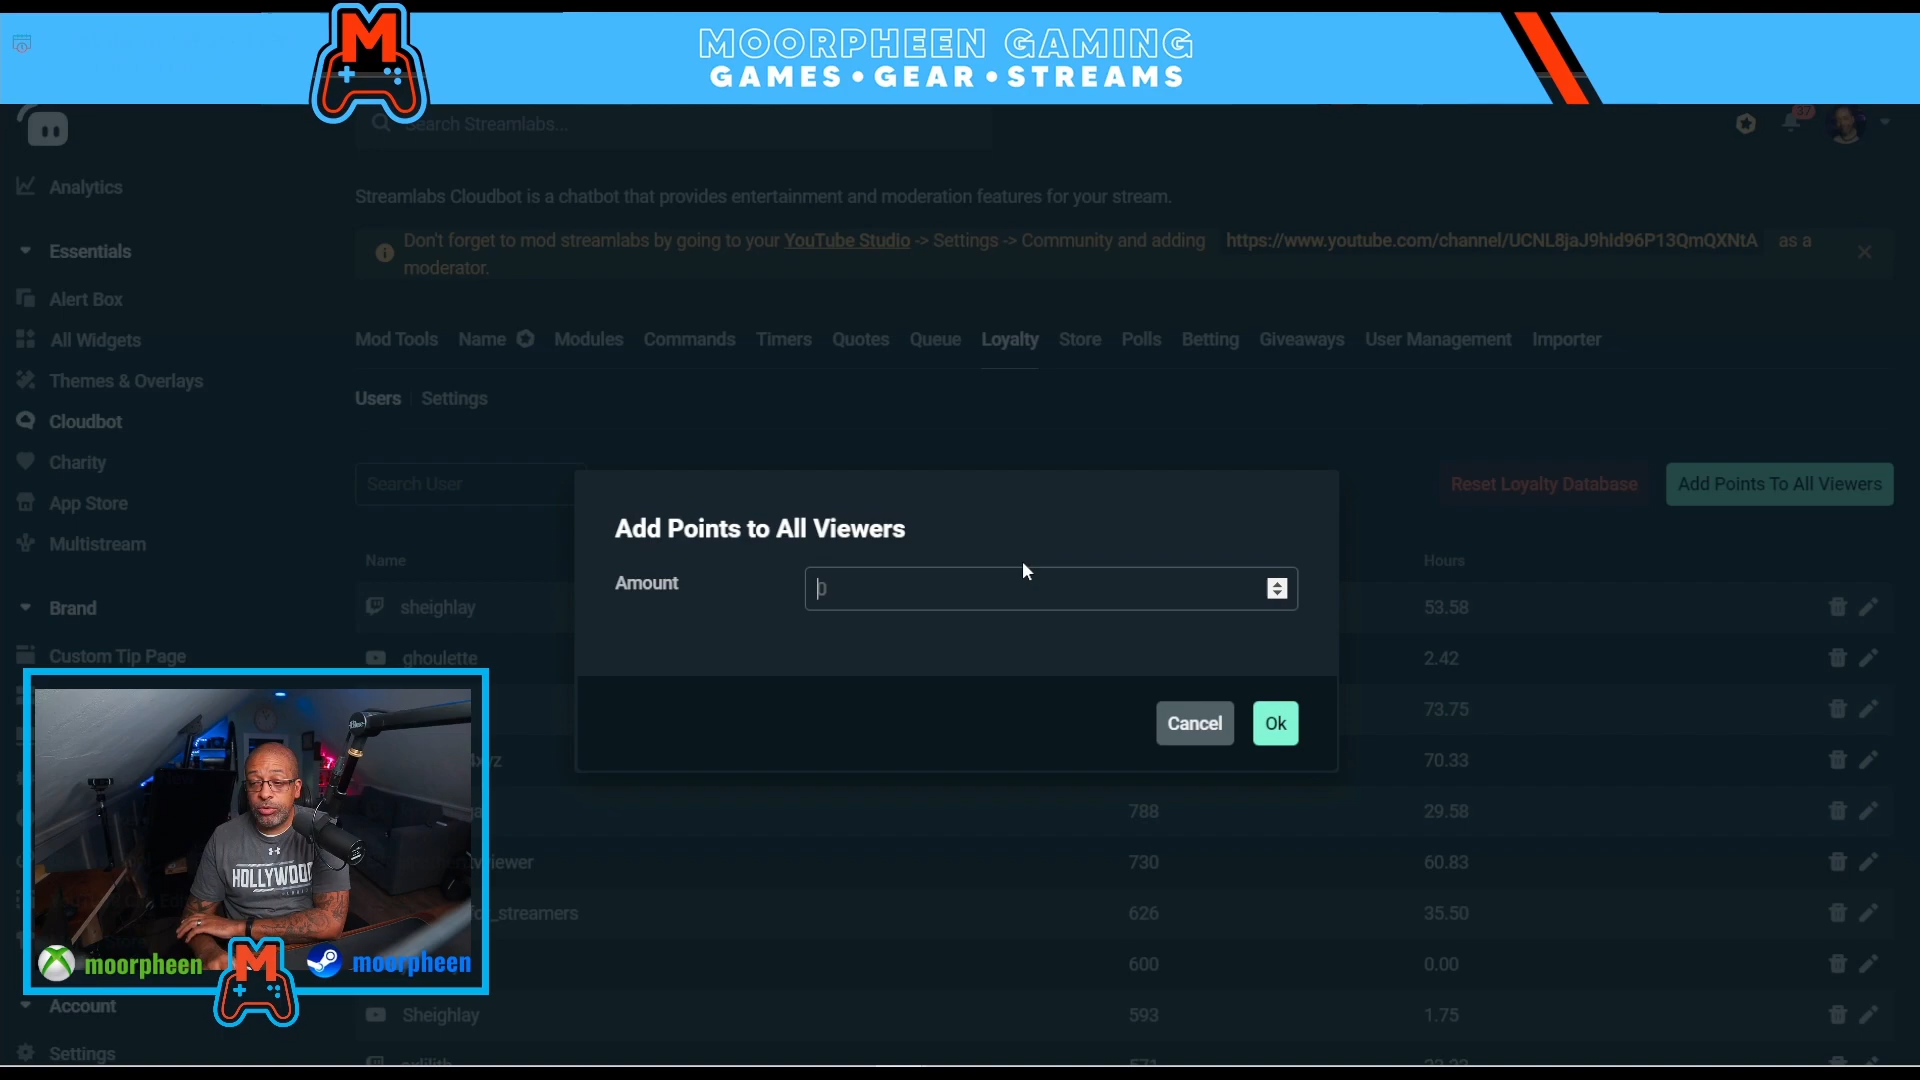 MOORPHEEN GAMING
GAMES • GEAR • STREAMS
M
Search Streamlabs...
37
Analytics
Essentials
Alert Box
All Widgets
Themes & Overlays
Cloudbot
Charity
App Store
Multistream
Brand
Custom Tip Page
Account
Settings
Streamlabs Cloudbot is a chatbot that provides entertainment and moderation features for your stream.
Don't forget to mod streamlabs by going to your YouTube Studio -> Settings -> Community and adding https://www.youtube.com/channel/UCNL8jaJ9hId96P13QmQXNtA as a
moderator.
Mod Tools Name Modules Commands Timers Quotes Queue Loyalty Store Polls Betting Giveaways User Management Importer
Users Settings
Search User
Reset Loyalty Database
Add Points To All Viewers
Name Hours
sheighlay 53.58
ghoulette 2.42
73.75
70.33
788 29.58
730 60.83
_streamers 626 35.50
600 0.00
Sheighlay 593 1.75
Add Points to All Viewers
Amount
0
Cancel
Ok
HOLLYWOOD
moorpheen
M
moorpheen